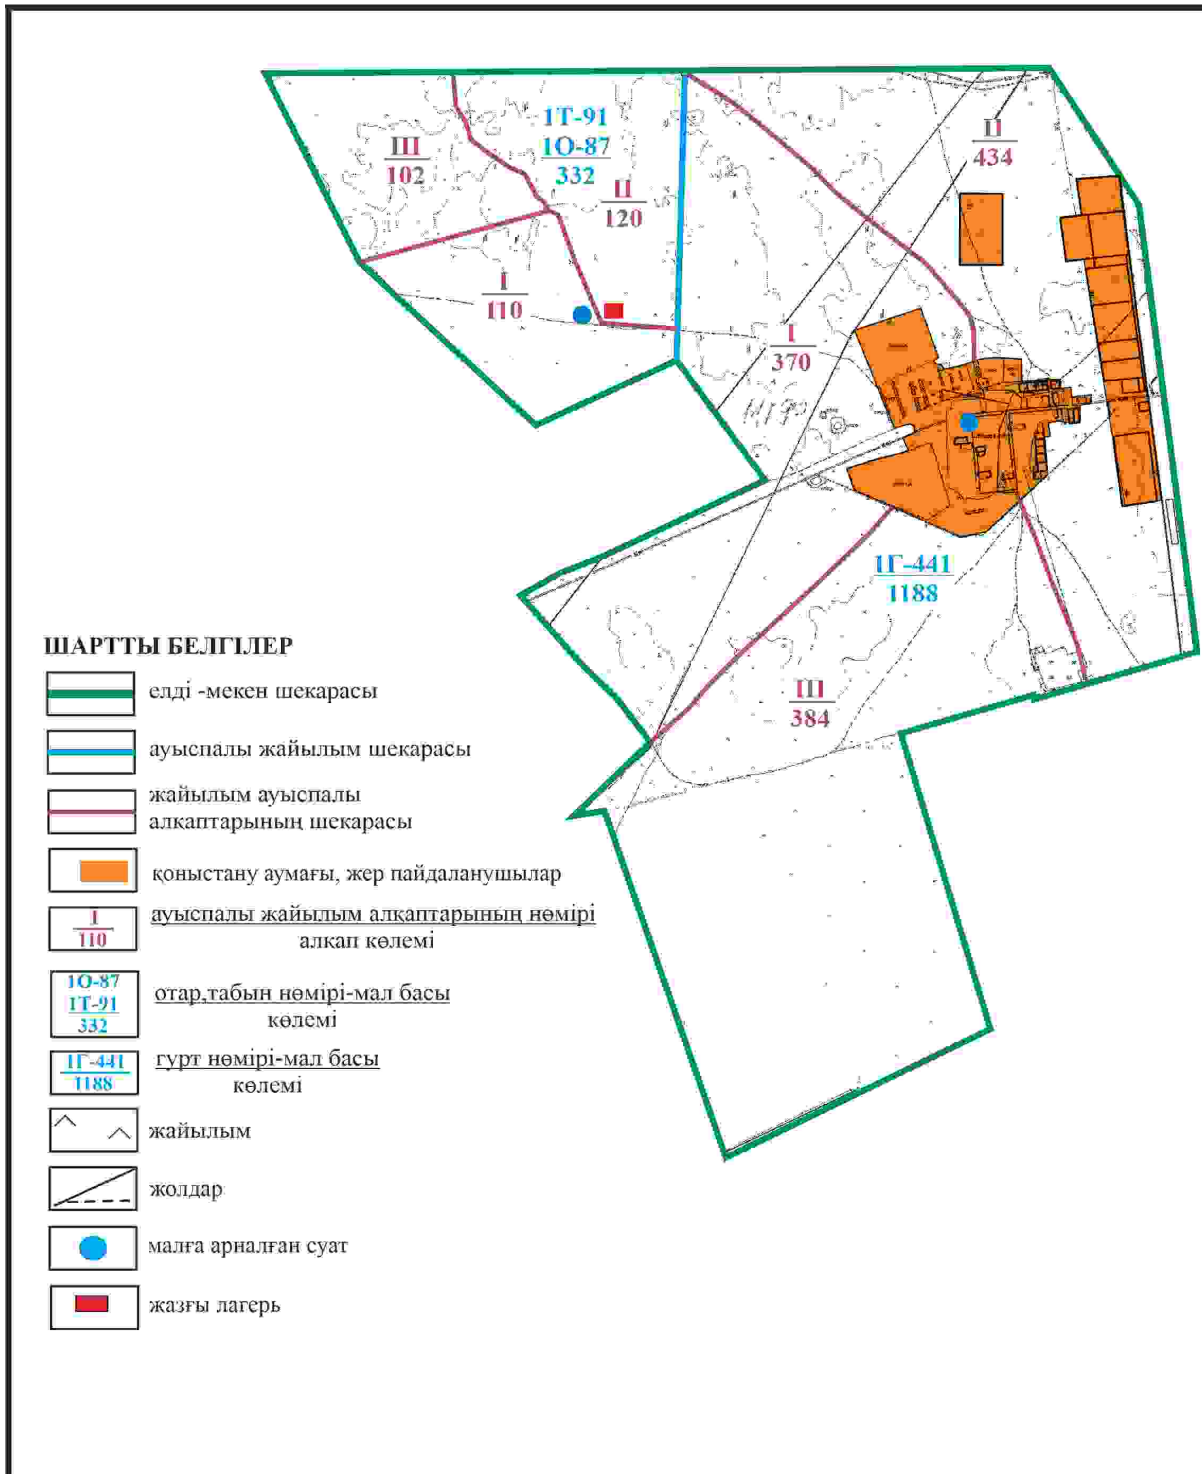 1Т-91
1О-87
332
III
102
II
120
I
110
II
434
I
370
1Г-441
1188
III
384
ШАРТТЫ БЕЛГІЛЕР
елді -мекен шекарасы
ауыспалы жайылым шекарасы
жайылым ауыспалы
алқаптарының шекарасы
қоныстану аумағы, жер пайдаланушылар
I
110
ауыспалы жайылым алқаптарының нөмірі
алқап көлемі
1О-87
1Т-91
332
отар,табын нөмірі-мал басы
көлемі
1Г-441
1188
гурт нөмірі-мал басы
көлемі
жайылым
жолдар
малға арналған суат
жазғы лагерь